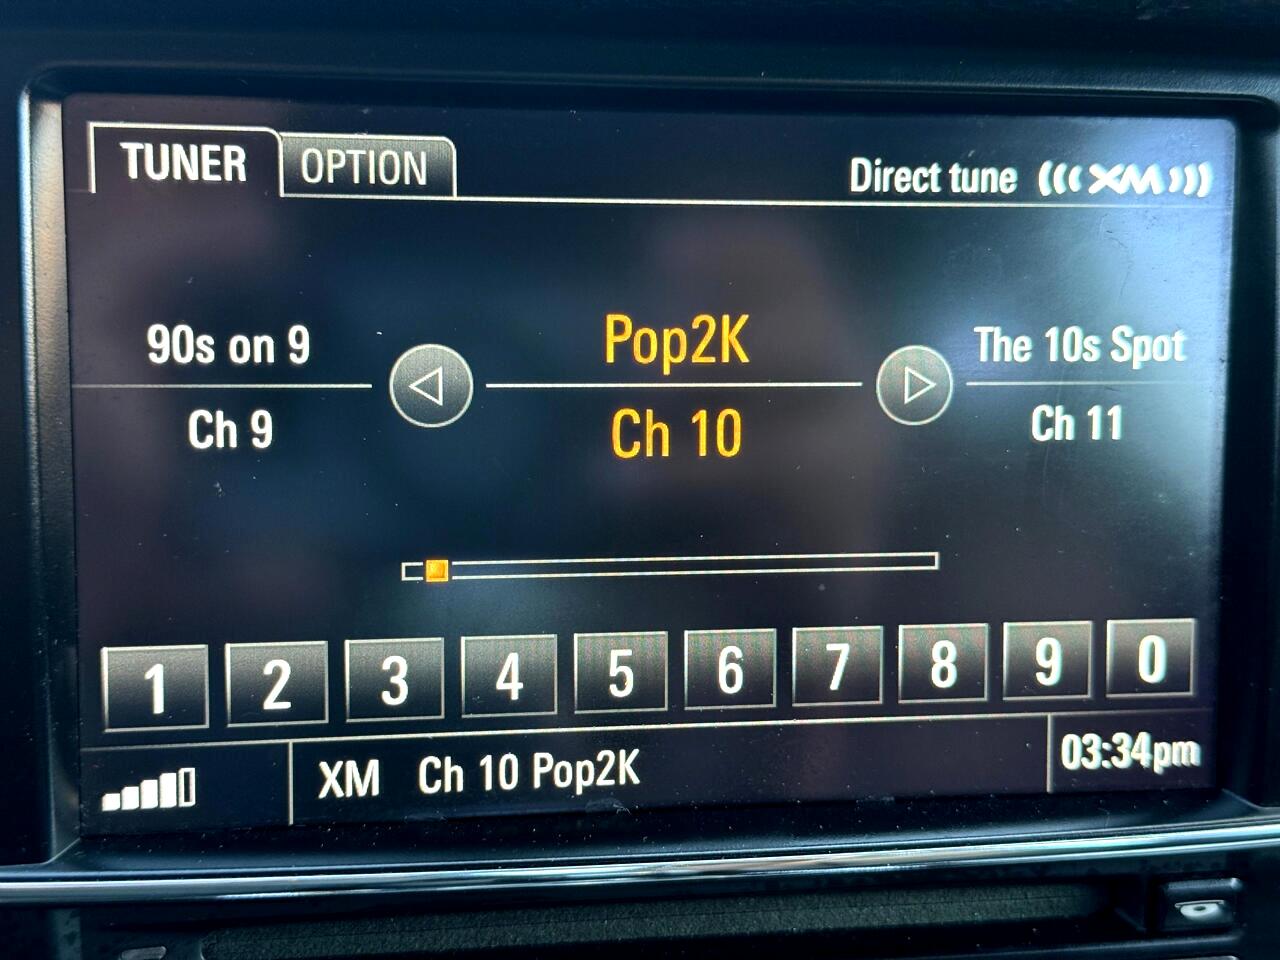 TUNER OPTION Direct tune XM
90s on 9 Pop2K The 10s Spot
Ch 9 Ch 10 Ch 11
1 2 3 4 5 6 7 8 9 0
XM Ch 10 Pop2K 03:34pm